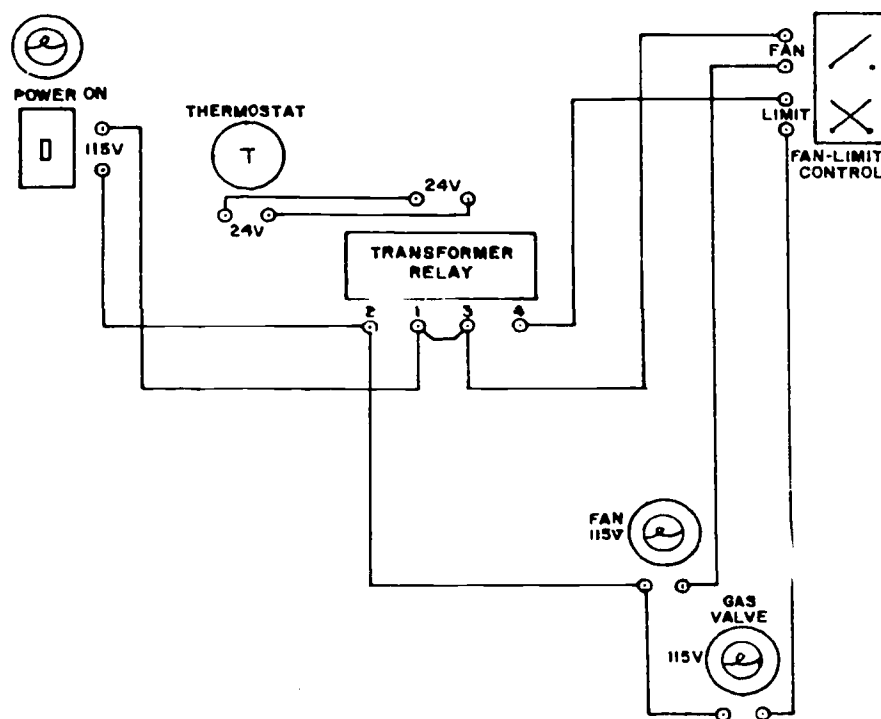 POWER ON
115V
THERMOSTAT
T
24V
24V
TRANSFORMER
RELAY
2 1 3 4
FAN
LIMIT
FAN-LIMIT
CONTROL
FAN
115V
GAS
VALVE
115V